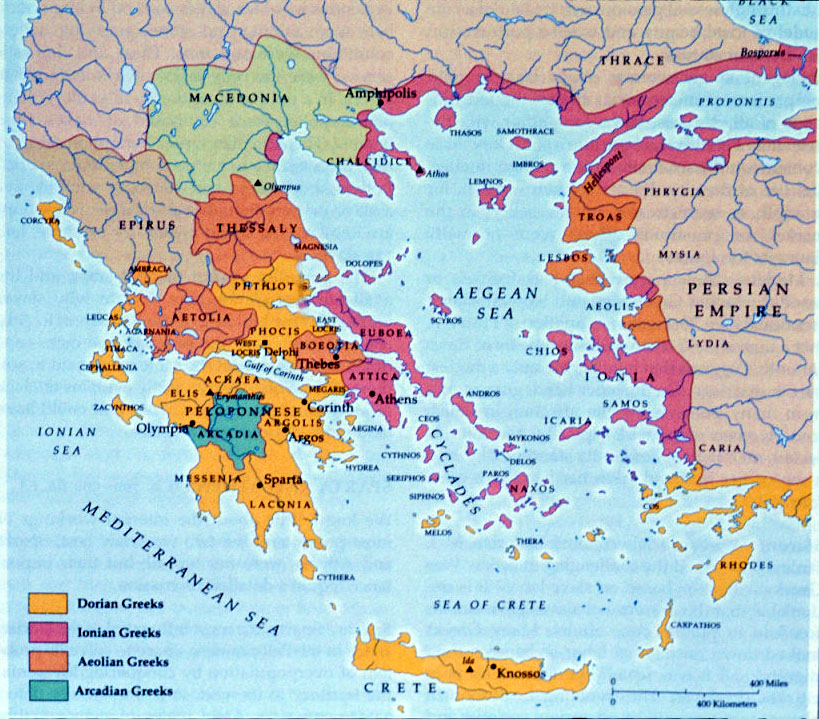 BLACK
SEA
THRACE
Bosporus
MACEDONIA
Amphipolis
PROPONTIS
THASOS
SAMOTHRACE
CHALCIDICE
Athos
IMBROS
Hellespont
Olympus
LEMNOS
PHRYGIA
CORCYRA
EPIRUS
THESSALY
TROAS
MAGNESIA
LESBOS
MYSIA
AMBRACIA
DOLOPES
PHTHIOT
AEGEAN
SEA
PERSIAN
EMPIRE
LEUCAS
AETOLIA
ACARNANIA
EAST
LOCRIS
SCYROS
AEOLIS
PHOCIS
EUBOEA
ITHACA
WEST
LOCRIS
Delphi
BOEOTIA
LYDIA
CEPHALLENIA
Thebes
CHIOS
Gulf of Corinth
ACHAEA
ATTICA
IONIA
ELIS
Erymanthus
MEGARIS
Athens
ANDROS
ZACYNTHOS
PELOPONNESE
Corinth
SAMOS
Olympia
ARGOLIS
AEGINA
CEOS
ICARIA
ARCADIA
Argos
IONIAN
SEA
MYKONOS
CARIA
CYTHNOS
DELOS
HYDREA
CYCLADES
MESSENIA
Sparta
SERIPHOS
PAROS
NAXOS
SIPHNOS
LACONIA
COS
MELOS
THERA
MEDITERRANEAN SEA
RHODES
CYTHERA
SEA OF CRETE
CARPATHOS
Dorian Greeks
Ionian Greeks
Aeolian Greeks
Arcadian Greeks
Ida
Knossos
CRETE
0 400 Miles
0 400 Kilometers